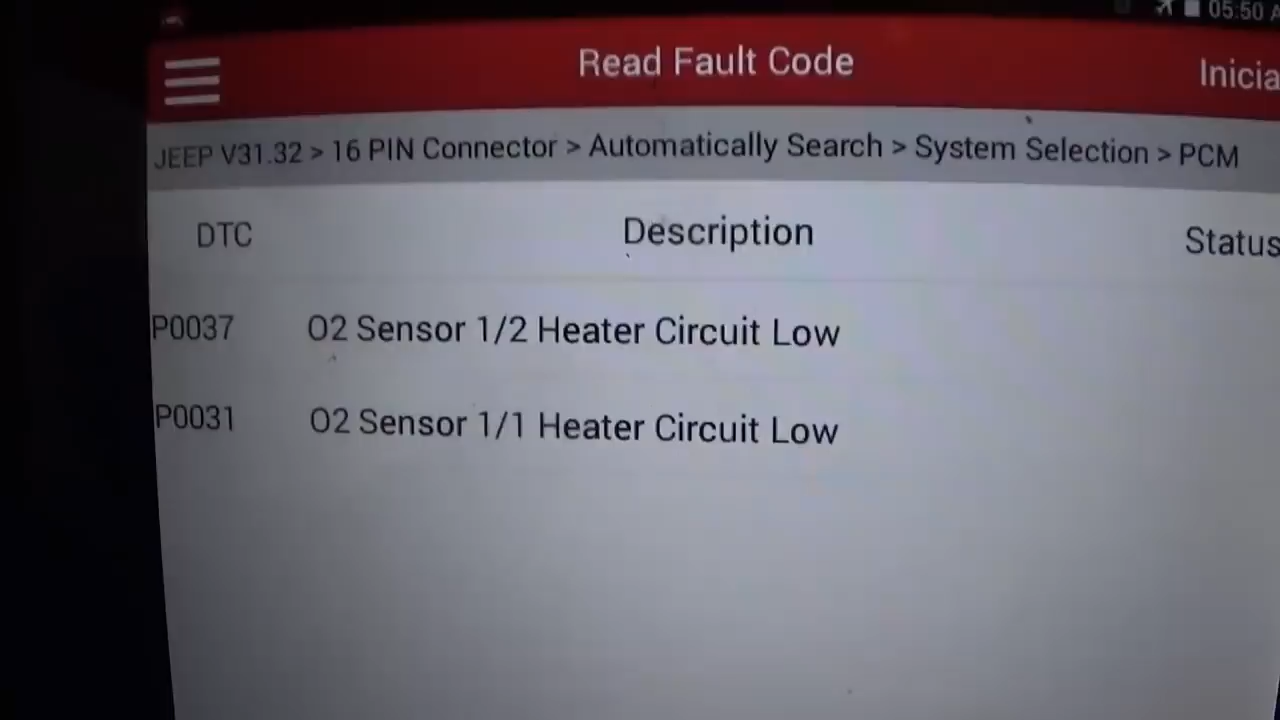 05:50 A
Read Fault Code
Inicia
JEEP V31.32 > 16 PIN Connector > Automatically Search > System Selection > PCM
DTC Description Status
P0037 O2 Sensor 1/2 Heater Circuit Low
P0031 O2 Sensor 1/1 Heater Circuit Low